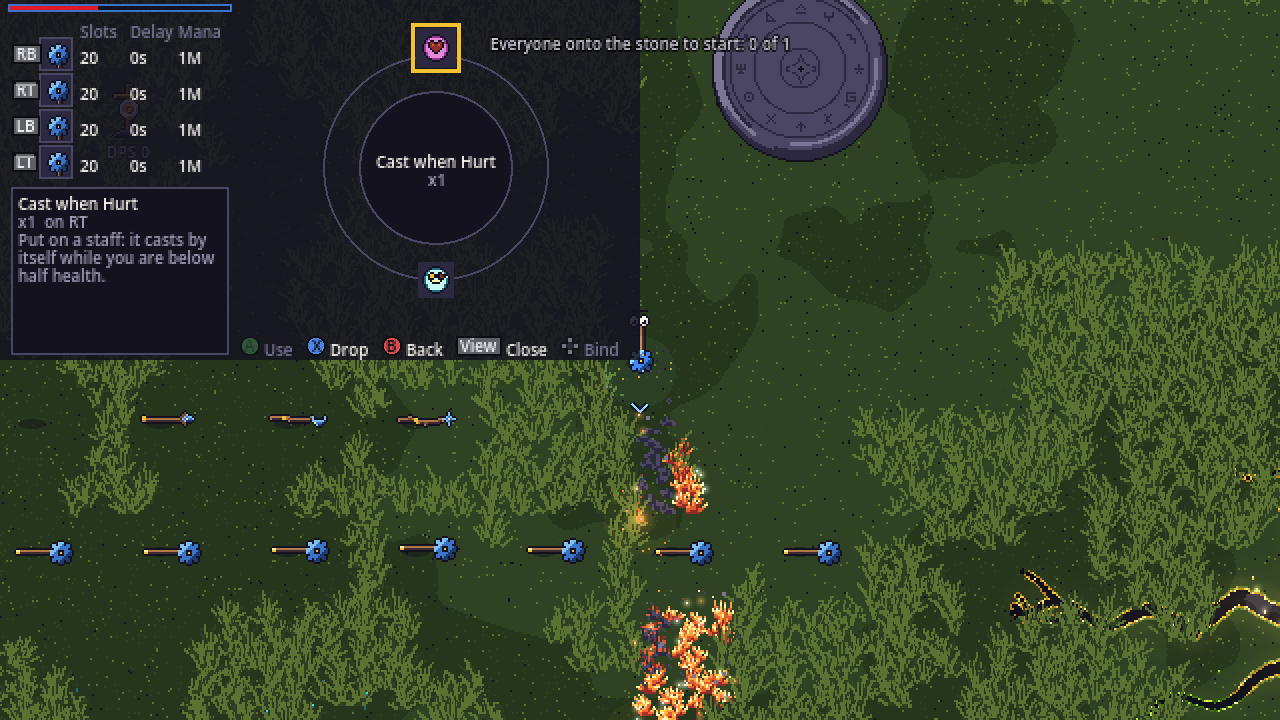 Slots Delay Mana
RB 20 0s 1M
RT 20 0s 1M
LB 20 0s 1M
LT 20 0s 1M
DPS 0
Cast when Hurt
x1 on RT
Put on a staff: it casts by
itself while you are below
half health.
Everyone onto the stone to start: 0 of 1
Cast when Hurt
x1
A Use X Drop B Back View Close Bind